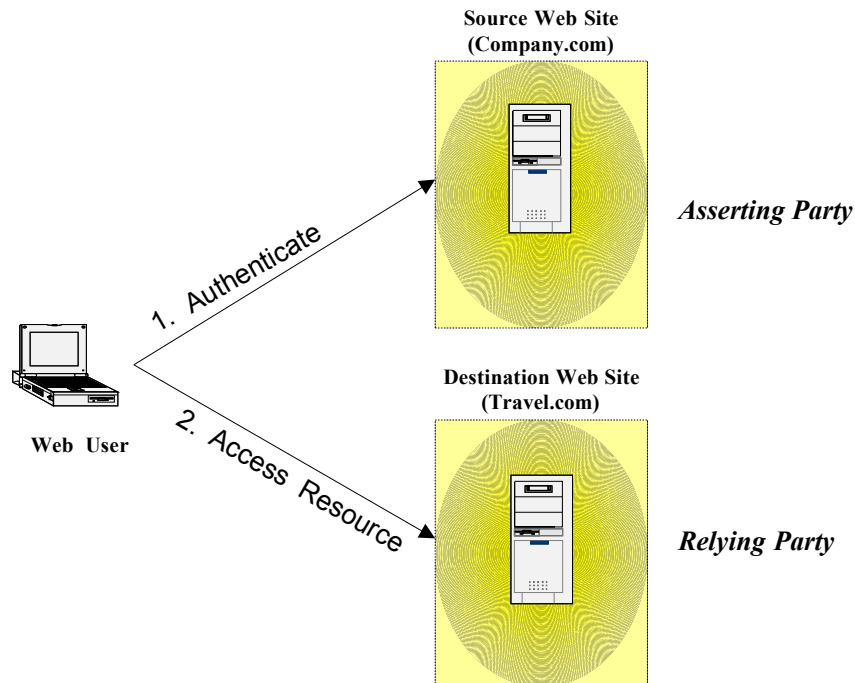 Source Web Site
(Company.com)
Asserting Party
1. Authenticate
Web User
2. Access Resource
Destination Web Site
(Travel.com)
Relying Party